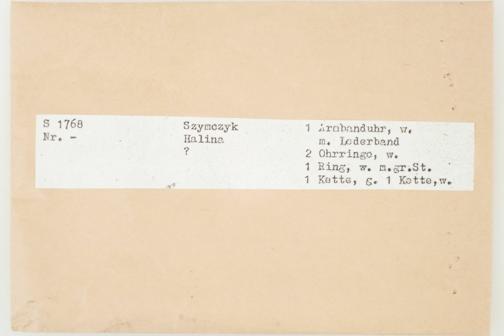 S 1768 Szymczyk 1 Armbanduhr, w.
Nr. - Halina m. Lederband
? 2 Ohrringe, w.
1 Ring, w. m.gr.St.
1 Kette, g. 1 Kette,w.